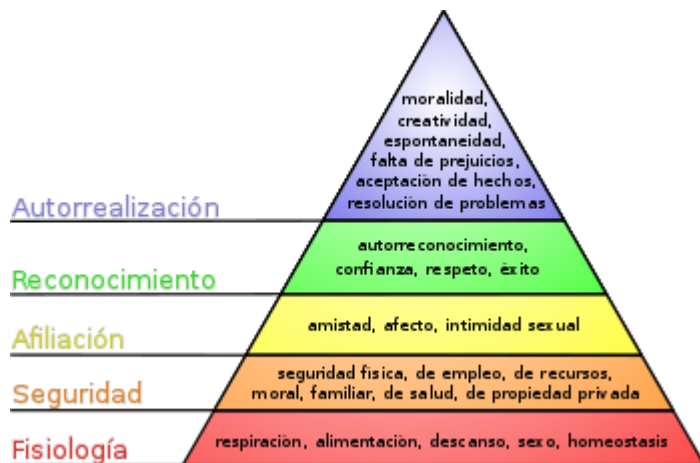 moralidad,
creatividad,
espontaneidad,
falta de prejuicios,
aceptación de hechos,
resolución de problemas
Autorrealización
autorreconocimiento,
confianza, respeto, éxito
Reconocimiento
amistad, afecto, intimidad sexual
Afiliación
seguridad física, de empleo, de recursos,
moral, familiar, de salud, de propiedad privada
Seguridad
respiración, alimentación, descanso, sexo, homeostasis
Fisiología